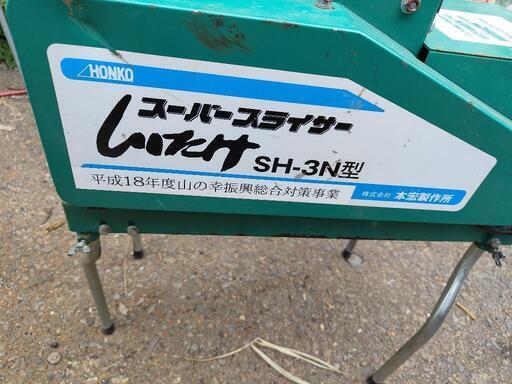 HONKO
スーパースライサー
しいたけ SH-3N型
平成18年度山の幸振興総合対策事業
株式会社 本宏製作所